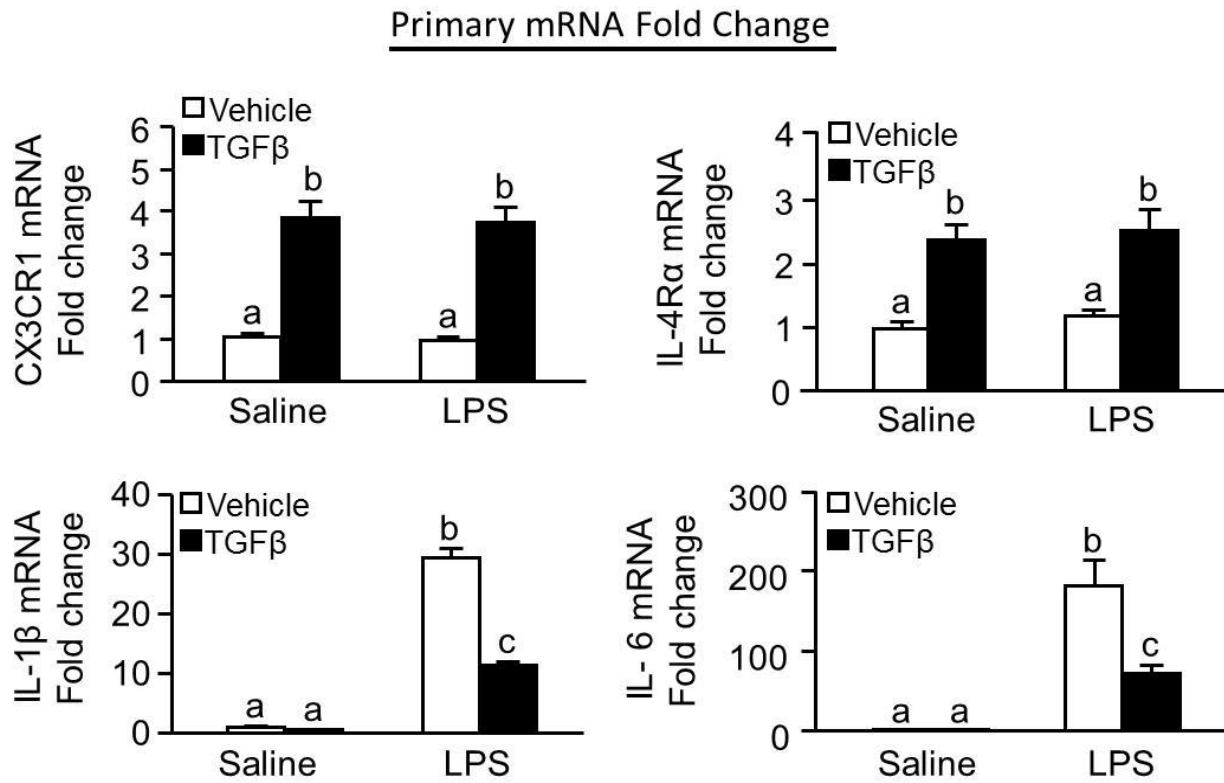 Primary mRNA Fold Change
CX3CR1 mRNA
Fold change
Vehicle
TGFβ
6
5
4
3
2
1
0
a
b
a
b
Saline
LPS
IL-4Rα mRNA
Fold change
Vehicle
TGFβ
4
3
2
1
0
a
b
a
b
Saline
LPS
IL-1β mRNA
Fold change
Vehicle
TGFβ
40
30
20
10
0
a
a
b
c
Saline
LPS
IL- 6 mRNA
Fold change
Vehicle
TGFβ
300
200
100
0
a
a
b
c
Saline
LPS